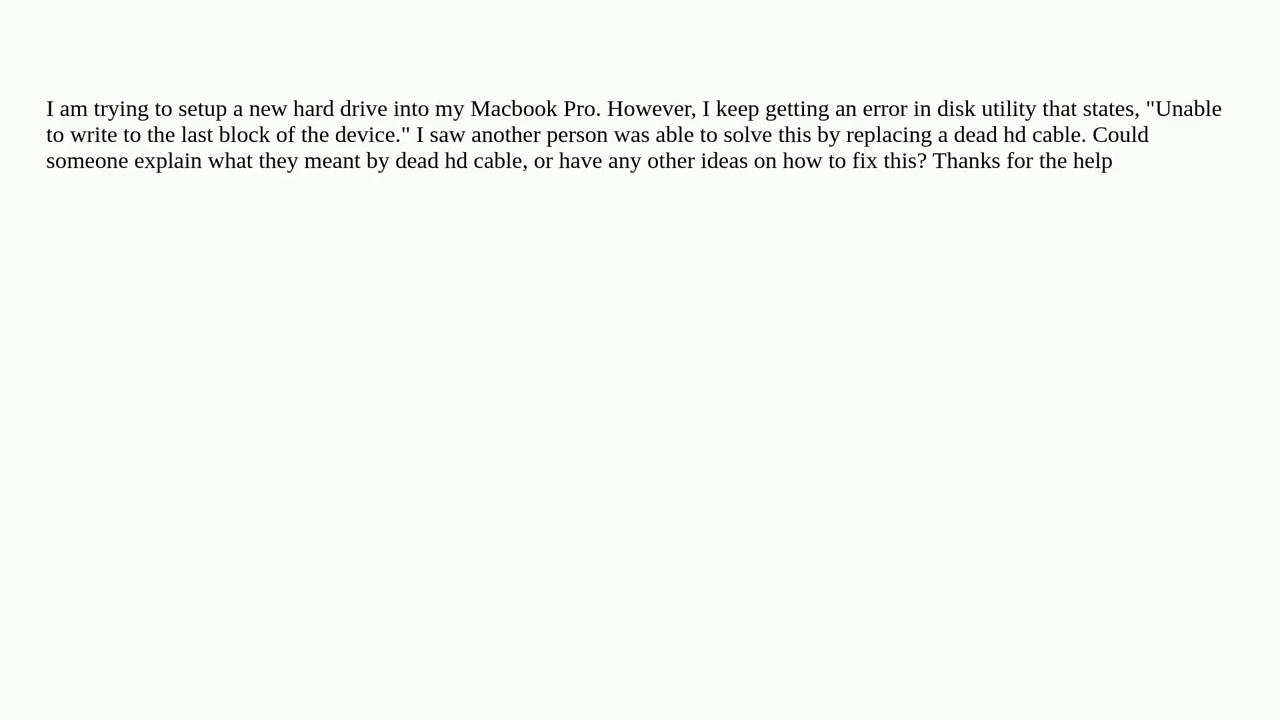 I am trying to setup a new hard drive into my Macbook Pro. However, I keep getting an error in disk utility that states, "Unable
to write to the last block of the device." I saw another person was able to solve this by replacing a dead hd cable. Could
someone explain what they meant by dead hd cable, or have any other ideas on how to fix this? Thanks for the help